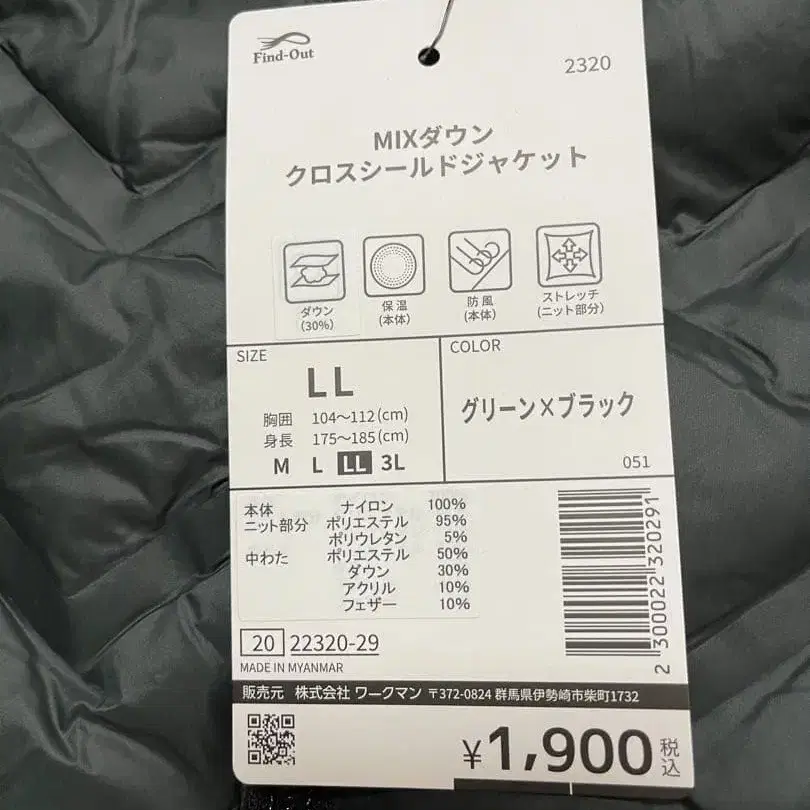 Find-Out
2320
MIXダウン
クロスシールドジャケット
ダウン
(30%)
保温
(本体)
防風
(本体)
ストレッチ
(ニット部分)
SIZE
LL
胸囲 104～112(cm)
身長 175～185(cm)
M L LL 3L
COLOR
グリーン×ブラック
051
本体 ナイロン 100%
ニット部分 ポリエステル 95%
ポリウレタン 5%
中わた ポリエステル 50%
ダウン 30%
アクリル 10%
フェザー 10%
2 300022 320291
20 22320-29
MADE IN MYANMAR
販売元 株式会社 ワークマン 〒372-0824 群馬県伊勢崎市柴町1732
¥1,900 税込